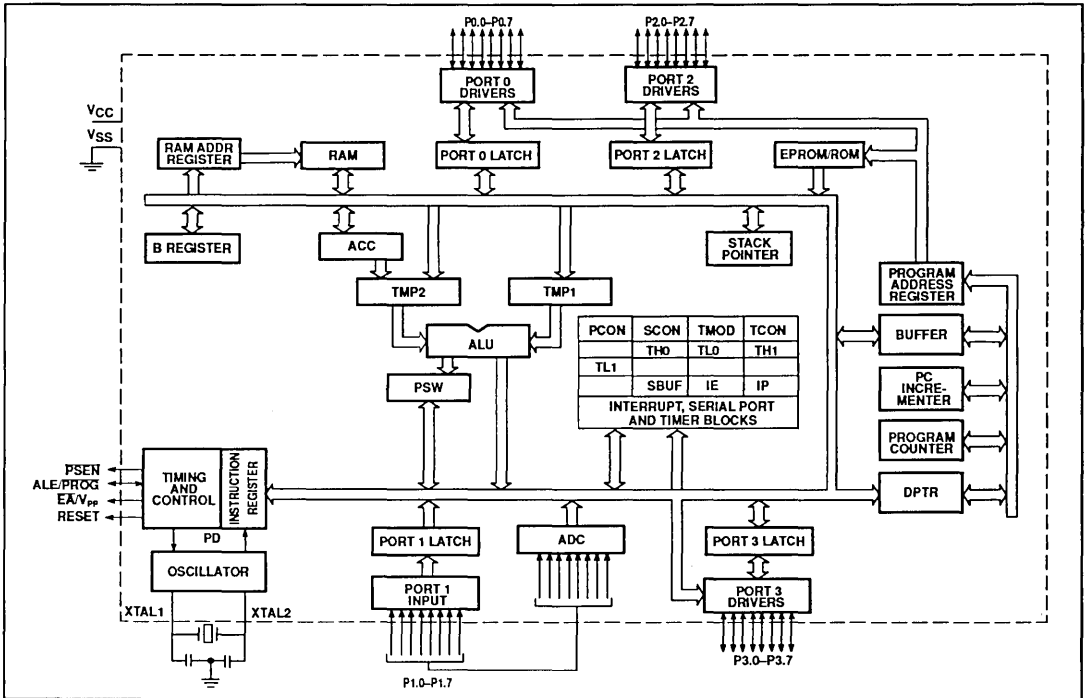 P0.0–P0.7
P2.0–P2.7
PORT 0
DRIVERS
PORT 2
DRIVERS
VCC
VSS
RAM ADDR
REGISTER
RAM
PORT 0 LATCH
PORT 2 LATCH
EPROM/ROM
B REGISTER
ACC
STACK
POINTER
TMP2
TMP1
PROGRAM
ADDRESS
REGISTER
ALU
PCON SCON TMOD TCON
TH0 TL0 TH1
TL1
SBUF IE IP
INTERRUPT, SERIAL PORT
AND TIMER BLOCKS
BUFFER
PSW
PC
INCRE-
MENTER
PROGRAM
COUNTER
PSEN
ALE/PROG
EA/VPP
RESET
TIMING
AND
CONTROL
INSTRUCTION
REGISTER
DPTR
PD
PORT 1 LATCH
ADC
PORT 3 LATCH
OSCILLATOR
PORT 1
INPUT
PORT 3
DRIVERS
XTAL1
XTAL2
P1.0–P1.7
P3.0–P3.7